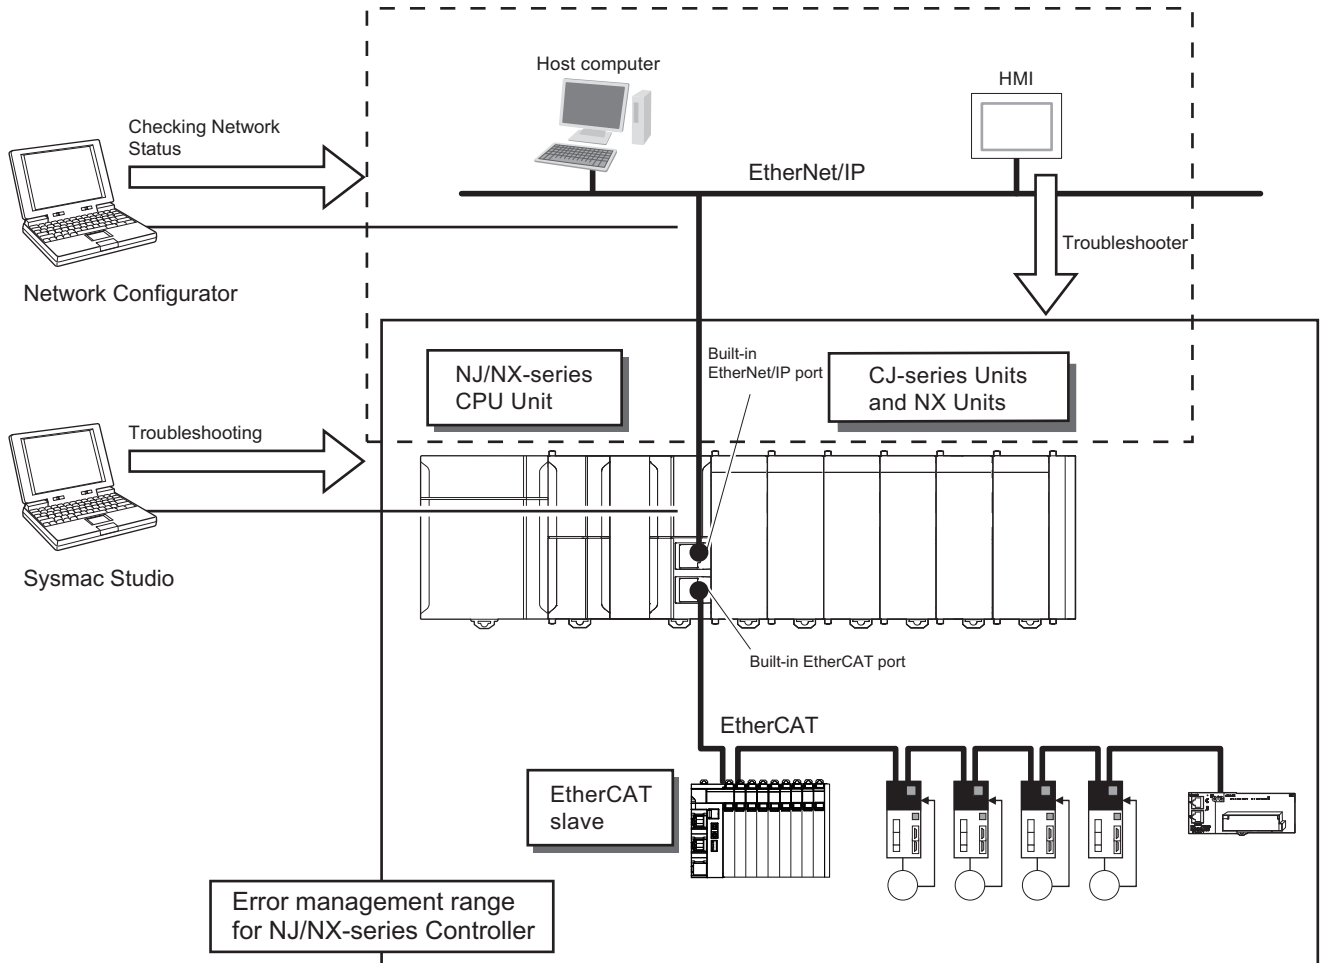 Host computer
HMI
Checking Network
Status
EtherNet/IP
Troubleshooter
Network Configurator
Built-in
EtherNet/IP port
NJ/NX-series
CPU Unit
CJ-series Units
and NX Units
Troubleshooting
Sysmac Studio
Built-in EtherCAT port
EtherCAT
EtherCAT
slave
Error management range
for NJ/NX-series Controller